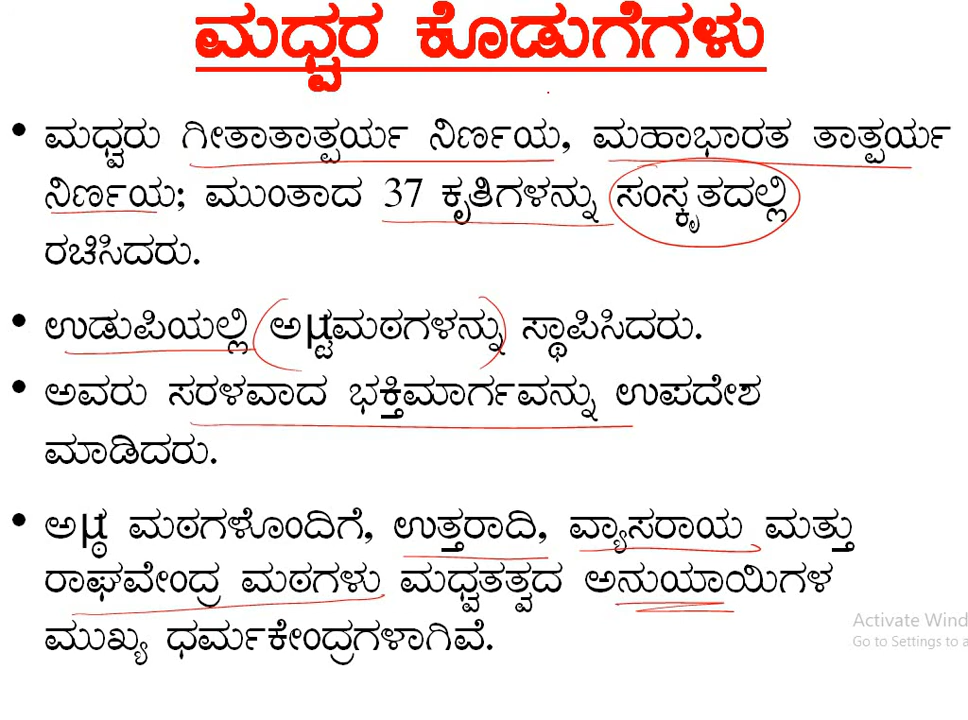 ಮಧ್ವರ ಕೊಡುಗೆಗಳು
• ಮಧ್ವರು ಗೀತಾತಾತ್ಪರ್ಯ ನಿರ್ಣಯ, ಮಹಾಭಾರತ ತಾತ್ಪರ್ಯ
ನಿರ್ಣಯ; ಮುಂತಾದ 37 ಕೃತಿಗಳನ್ನು ಸಂಸ್ಕೃತದಲ್ಲಿ
ರಚಿಸಿದರು.
• ಉಡುಪಿಯಲ್ಲಿ ಅµ್ಟಮಠಗಳನ್ನು ಸ್ಥಾಪಿಸಿದರು.
• ಅವರು ಸರಳವಾದ ಭಕ್ತಿಮಾರ್ಗವನ್ನು ಉಪದೇಶ
ಮಾಡಿದರು.
• ಅµ್ಠ ಮಠಗಳೊಂದಿಗೆ, ಉತ್ತರಾದಿ, ವ್ಯಾಸರಾಯ ಮತ್ತು
ರಾಘವೇಂದ್ರ ಮಠಗಳು ಮಧ್ವತತ್ವದ ಅನುಯಾಯಿಗಳ
ಮುಖ್ಯ ಧರ್ಮಕೇಂದ್ರಗಳಾಗಿವೆ.
Activate Wind
Go to Settings to a